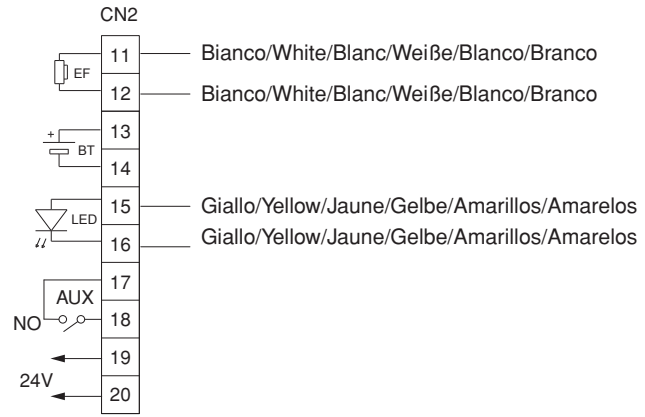 CN2
11 Bianco/White/Blanc/Weiße/Blanco/Branco
EF
12 Bianco/White/Blanc/Weiße/Blanco/Branco
13
+
BT
14
15 Giallo/Yellow/Jaune/Gelbe/Amarillos/Amarelos
LED
16 Giallo/Yellow/Jaune/Gelbe/Amarillos/Amarelos
17
AUX
NO 18
19
24V
20